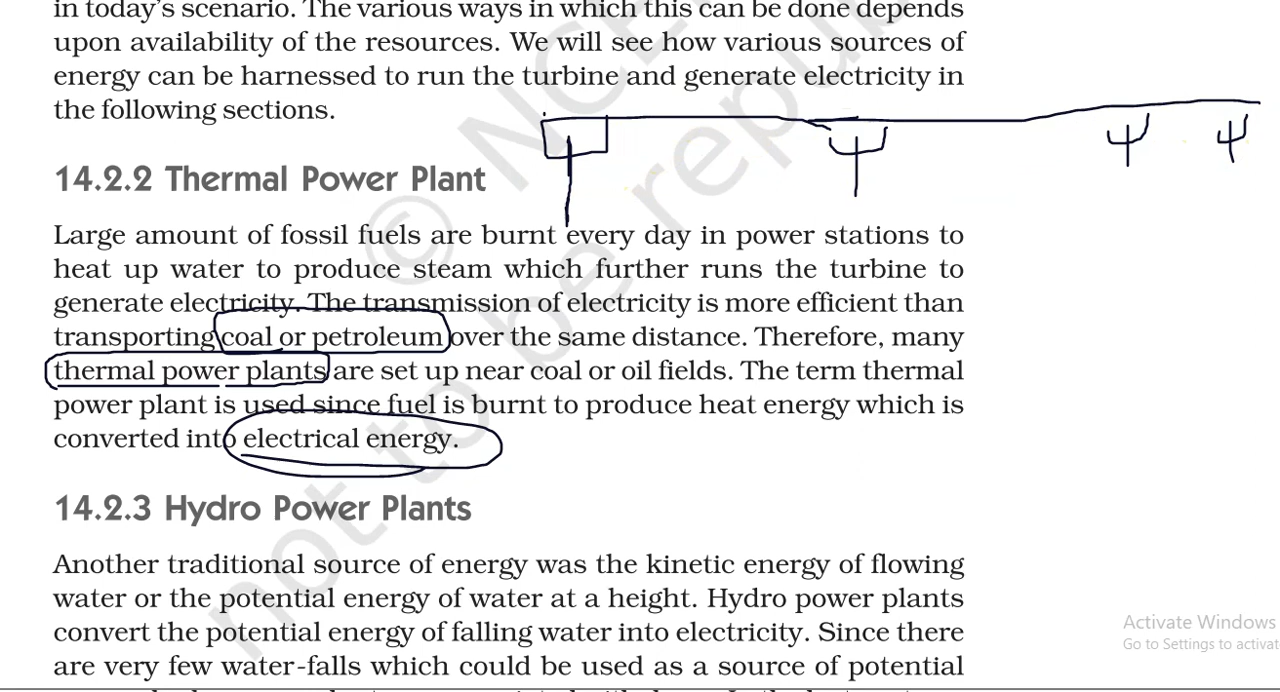 in today's scenario. The various ways in which this can be done depends
upon availability of the resources. We will see how various sources of
energy can be harnessed to run the turbine and generate electricity in
the following sections.
14.2.2 Thermal Power Plant
Large amount of fossil fuels are burnt every day in power stations to
heat up water to produce steam which further runs the turbine to
generate electricity. The transmission of electricity is more efficient than
transporting coal or petroleum over the same distance. Therefore, many
thermal power plants are set up near coal or oil fields. The term thermal
power plant is used since fuel is burnt to produce heat energy which is
converted into electrical energy.
14.2.3 Hydro Power Plants
Another traditional source of energy was the kinetic energy of flowing
water or the potential energy of water at a height. Hydro power plants
convert the potential energy of falling water into electricity. Since there
are very few water-falls which could be used as a source of potential
© NCE
not to be repu
Activate Windows
Go to Settings to activat